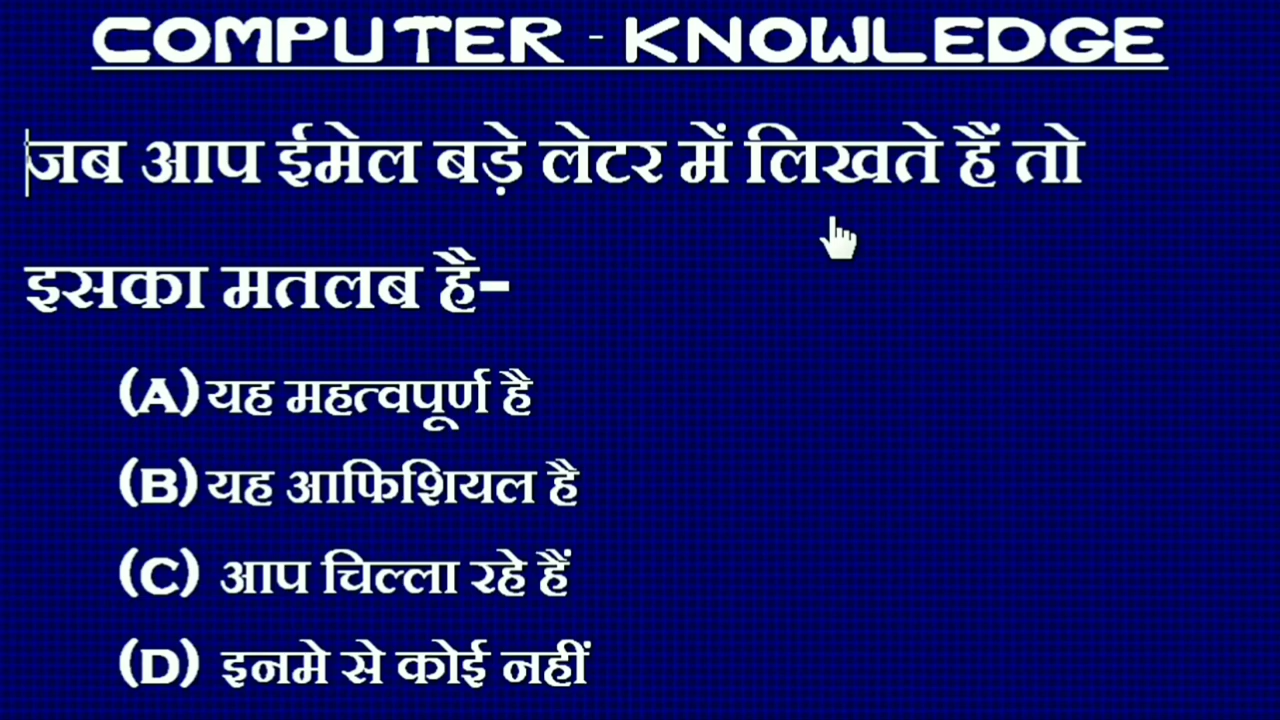 COMPUTER - KNOWLEDGE
जब आप ईमेल बड़े लेटर में लिखते हैं तो
इसका मतलब है-
(A) यह महत्वपूर्ण है
(B) यह आफिशियल है
(C) आप चिल्ला रहे हैं
(D) इनमे से कोई नहीं